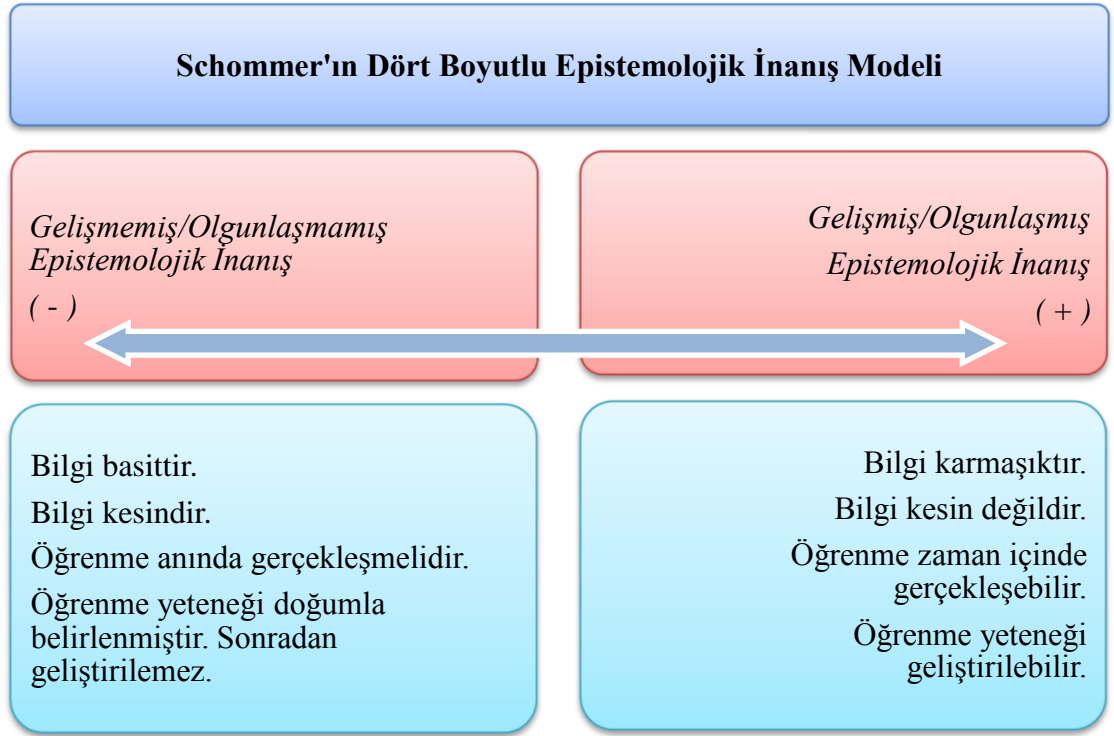 Schommer'ın Dört Boyutlu Epistemolojik İnanış Modeli
Gelişmemiş/Olgunlaşmamış
Epistemolojik İnanış
( - )
Gelişmiş/Olgunlaşmış
Epistemolojik İnanış
( + )
Bilgi basittir.
Bilgi kesindir.
Öğrenme anında gerçekleşmelidir.
Öğrenme yeteneği doğumla
belirlenmiştir. Sonradan
geliştirilemez.
Bilgi karmaşıktır.
Bilgi kesin değildir.
Öğrenme zaman içinde
gerçekleşebilir.
Öğrenme yeteneği
geliştirilebilir.